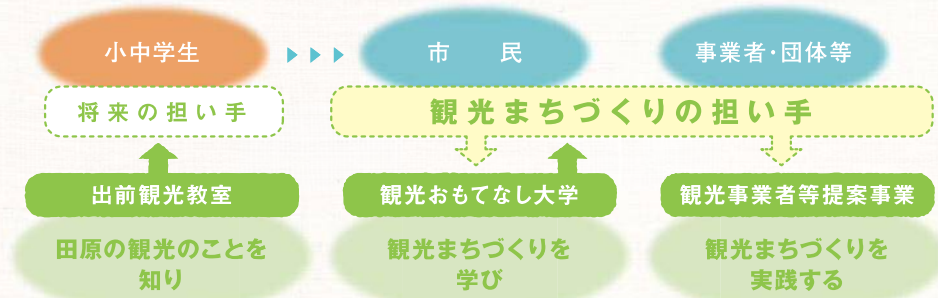 小中学生
市　民
事業者・団体等
将来の担い手
観光まちづくりの担い手
出前観光教室
観光おもてなし大学
観光事業者等提案事業
田原の観光のことを
知り
観光まちづくりを
学び
観光まちづくりを
実践する